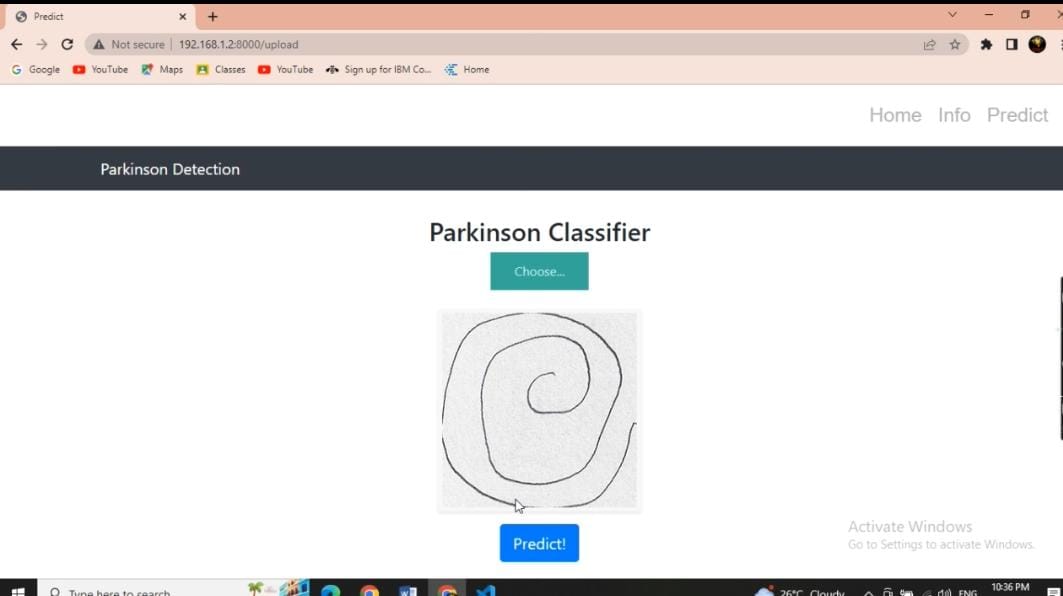 Predict
Not secure | 192.168.1.2:8000/upload
Google YouTube Maps Classes YouTube Sign up for IBM Co... Home
Home Info Predict
Parkinson Detection
Parkinson Classifier
Choose...
Predict!
Activate Windows
Go to Settings to activate Windows.
Type here to search
26°C Cloudy
ENG
10:36 PM